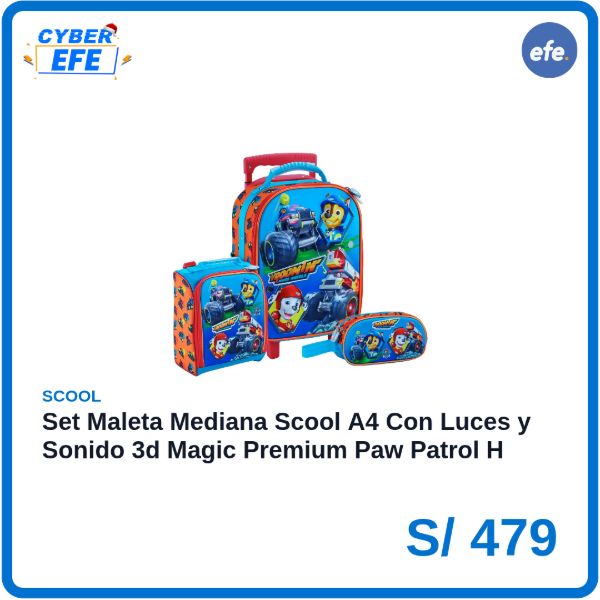 CYBER
EFE
efe.
SCOOL
Set Maleta Mediana Scool A4 Con Luces y
Sonido 3d Magic Premium Paw Patrol H
S/ 479